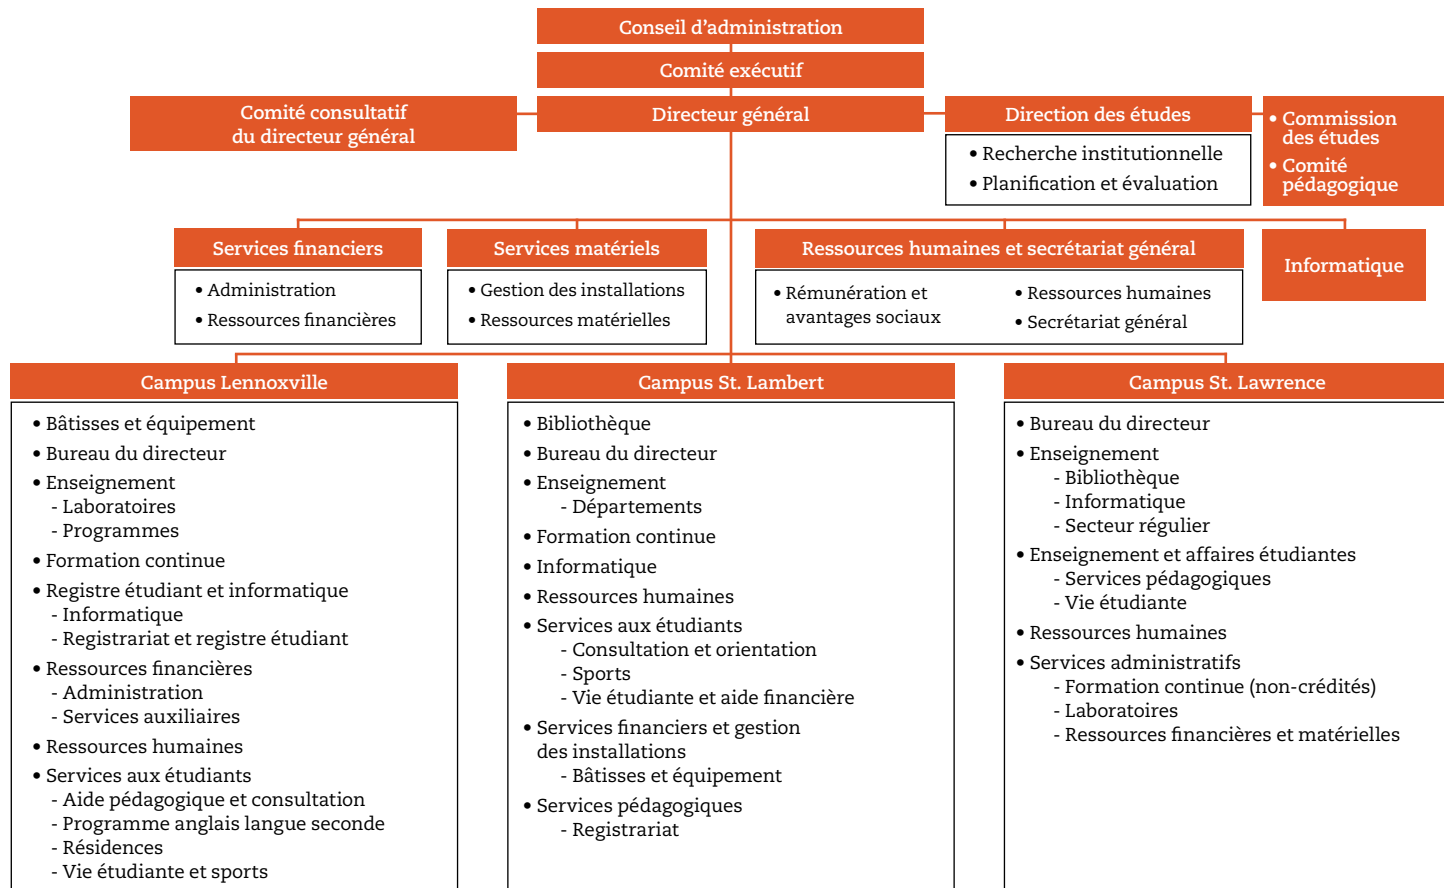 Conseil d'administration
Comité exécutif
Comité consultatif
du directeur général
Directeur général
Direction des études
• Recherche institutionnelle
• Planification et évaluation
• Commission
des études
• Comité
pédagogique
Services financiers
• Administration
• Ressources financières
Services matériels
• Gestion des installations
• Ressources matérielles
Ressources humaines et secrétariat général
• Rémunération et
avantages sociaux
• Ressources humaines
• Secrétariat général
Informatique
Campus Lennoxville
• Bâtisses et équipement
• Bureau du directeur
• Enseignement
- Laboratoires
- Programmes
• Formation continue
• Registre étudiant et informatique
- Informatique
- Registrariat et registre étudiant
• Ressources financières
- Administration
- Services auxiliaires
• Ressources humaines
• Services aux étudiants
- Aide pédagogique et consultation
- Programme anglais langue seconde
- Résidences
- Vie étudiante et sports
Campus St. Lambert
• Bibliothèque
• Bureau du directeur
• Enseignement
- Départements
• Formation continue
• Informatique
• Ressources humaines
• Services aux étudiants
- Consultation et orientation
- Sports
- Vie étudiante et aide financière
• Services financiers et gestion
des installations
- Bâtisses et équipement
• Services pédagogiques
- Registrariat
Campus St. Lawrence
• Bureau du directeur
• Enseignement
- Bibliothèque
- Informatique
- Secteur régulier
• Enseignement et affaires étudiantes
- Services pédagogiques
- Vie étudiante
• Ressources humaines
• Services administratifs
- Formation continue (non-crédités)
- Laboratoires
- Ressources financières et matérielles